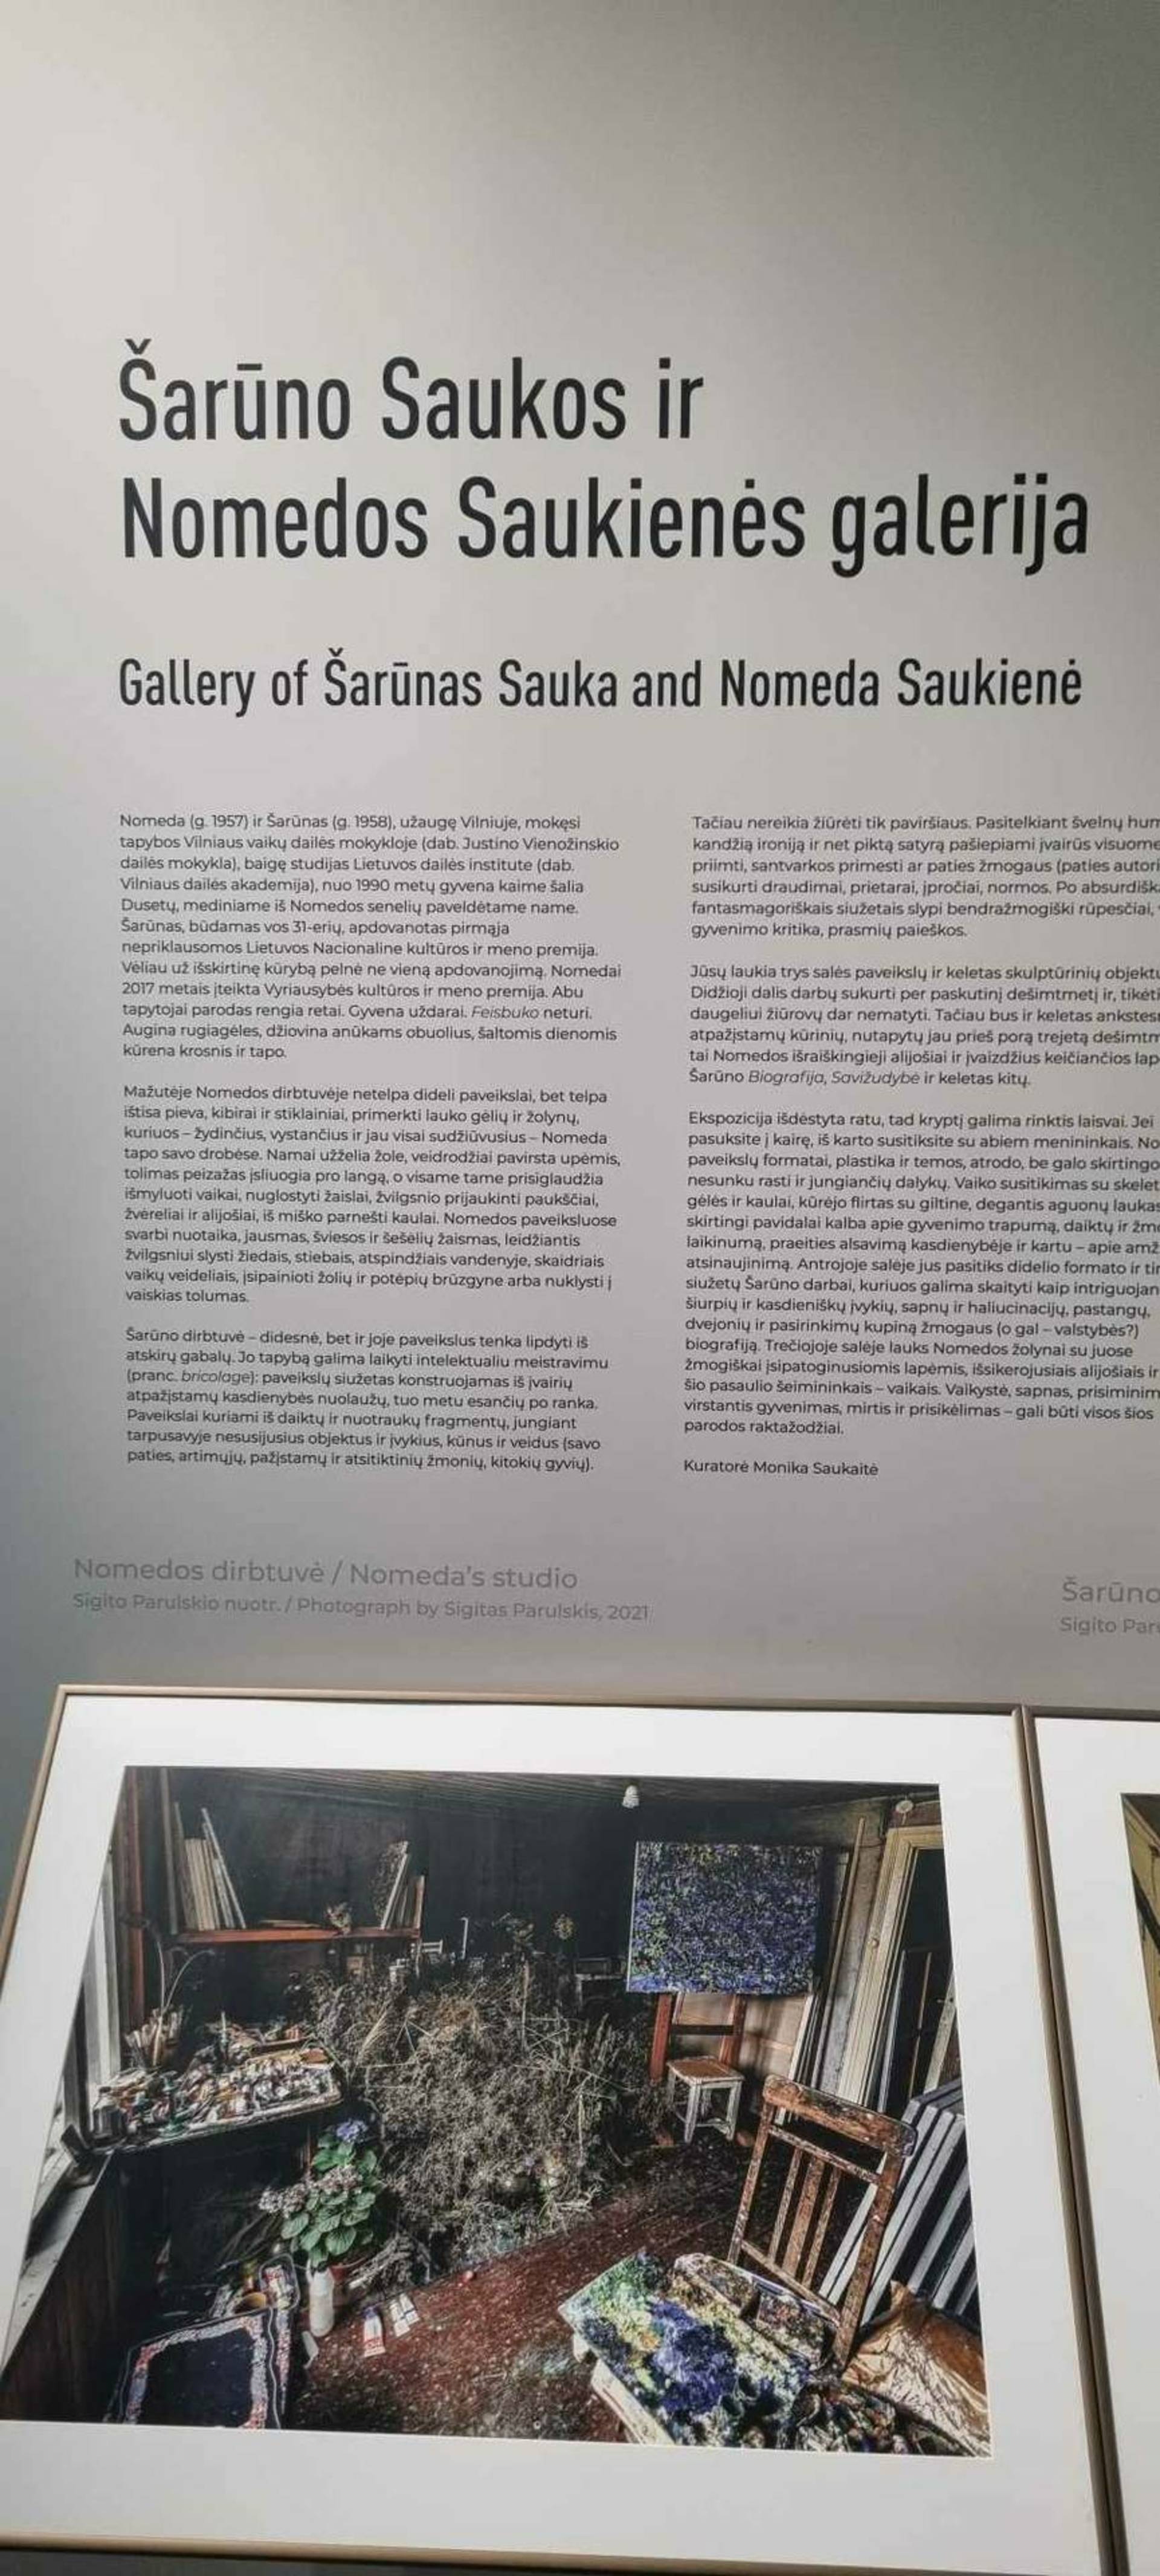 Šarūno Saukos ir
Nomedos Saukienės galerija
Gallery of Šarūnas Sauka and Nomeda Saukienė
Nomeda (g. 1957) ir Šarūnas (g. 1958), užaugę Vilniuje, mokęsi
tapybos Vilniaus vaikų dailės mokykloje (dab. Justino Vienožinskio
dailės mokykla), baigę studijas Lietuvos dailės institute (dab.
Vilniaus dailės akademija), nuo 1990 metų gyvena kaime šalia
Dusetų, mediniame iš Nomedos senelių paveldėtame name.
Šarūnas, būdamas vos 31-erių, apdovanotas pirmąja
nepriklausomos Lietuvos Nacionaline kultūros ir meno premija.
Vėliau už išskirtinę kūrybą pelnė ne vieną apdovanojimą. Nomedai
2017 metais įteikta Vyriausybės kultūros ir meno premija. Abu
tapytojai parodas rengia retai. Gyvena uždarai. Feisbuko neturi.
Augina rugiagėles, džiovina anūkams obuolius, šaltomis dienomis
kūrena krosnis ir tapo.
Mažutėje Nomedos dirbtuvėje netelpa dideli paveikslai, bet telpa
ištisa pieva, kibirai ir stiklainiai, primerkti lauko gėlių ir žolynų,
kuriuos – žydinčius, vystančius ir jau visai sudžiūvusius – Nomeda
tapo savo drobėse. Namai užželia žole, veidrodžiai pavirsta upėmis,
tolimas peizažas įsliuogia pro langą, o visame tame prisiglaudžia
išmyluoti vaikai, nuglostyti žaislai, žvilgsnio prijaukinti paukščiai,
žvėreliai ir alijošiai, iš miško parnešti kaulai. Nomedos paveiksluose
svarbi nuotaika, jausmas, šviesos ir šešėlių žaismas, leidžiantis
žvilgsniui slysti žiedais, stiebais, atspindžiais vandenyje, skaidriais
vaikų veideliais, įsipainioti žolių ir potėpių brūzgyne arba nuklysti į
vaiskias tolumas.
Šarūno dirbtuvė – didesnė, bet ir joje paveikslus tenka lipdyti iš
atskirų gabalų. Jo tapybą galima laikyti intelektualiu meistravimu
(pranc. bricolage): paveikslų siužetas konstruojamas iš įvairių
atpažįstamų kasdienybės nuolaužų, tuo metu esančių po ranka.
Paveikslai kuriami iš daiktų ir nuotraukų fragmentų, jungiant
tarpusavyje nesusijusius objektus ir įvykius, kūnus ir veidus (savo
paties, artimųjų, pažįstamų ir atsitiktinių žmonių, kitokių gyvių).
Tačiau nereikia žiūrėti tik paviršiaus. Pasitelkiant švelnų hum
kandžią ironiją ir net piktą satyrą pašiepiami įvairūs visuome
priimti, santvarkos primesti ar paties žmogaus (paties autori
susikurti draudimai, prietarai, įpročiai, normos. Po absurdišk
fantasmagoriškais siužetais slypi bendražmogiški rūpesčiai,
gyvenimo kritika, prasmių paieškos.
Jūsų laukia trys salės paveikslų ir keletas skulptūrinių objektų
Didžioji dalis darbų sukurti per paskutinį dešimtmetį ir, tikėti
daugeliui žiūrovų dar nematyti. Tačiau bus ir keletas ankstes
atpažįstamų kūrinių, nutapytų jau prieš porą trejetą dešimtm
tai Nomedos išraiškingieji alijošiai ir įvaizdžius keičiančios lap
Šarūno Biografija, Savižudybė ir keletas kitų.
Ekspozicija išdėstyta ratu, tad kryptį galima rinktis laisvai. Jei
pasuksite į kairę, iš karto susitiksite su abiem menininkais. No
paveikslų formatai, plastika ir temos, atrodo, be galo skirtingo
nesunku rasti ir jungiančių dalykų. Vaiko susitikimas su skelet
gėlės ir kaulai, kūrėjo flirtas su giltine, degantis aguonų laukas
skirtingi pavidalai kalba apie gyvenimo trapumą, daiktų ir žmo
laikinumą, praeities alsavimą kasdienybėje ir kartu – apie amž
atsinaujinimą. Antrojoje salėje jus pasitiks didelio formato ir tir
siužetų Šarūno darbai, kuriuos galima skaityti kaip intriguojan
šiurpių ir kasdieniškų įvykių, sapnų ir haliucinacijų, pastangų,
dvejonių ir pasirinkimų kupiną žmogaus (o gal – valstybės?)
biografiją. Trečiojoje salėje lauks Nomedos žolynai su juose
žmogiškai įsipatoginusiomis lapėmis, išsikerojusiais alijošiais ir
šio pasaulio šeimininkais – vaikais. Vaikystė, sapnas, prisiminim
virstantis gyvenimas, mirtis ir prisikėlimas – gali būti visos šios
parodos raktažodžiai.
Kuratorė Monika Saukaitė
Nomedos dirbtuvė / Nomeda's studio
Sigito Parulskio nuotr. / Photograph by Sigitas Parulskis, 2021
Šarūno
Sigito Par